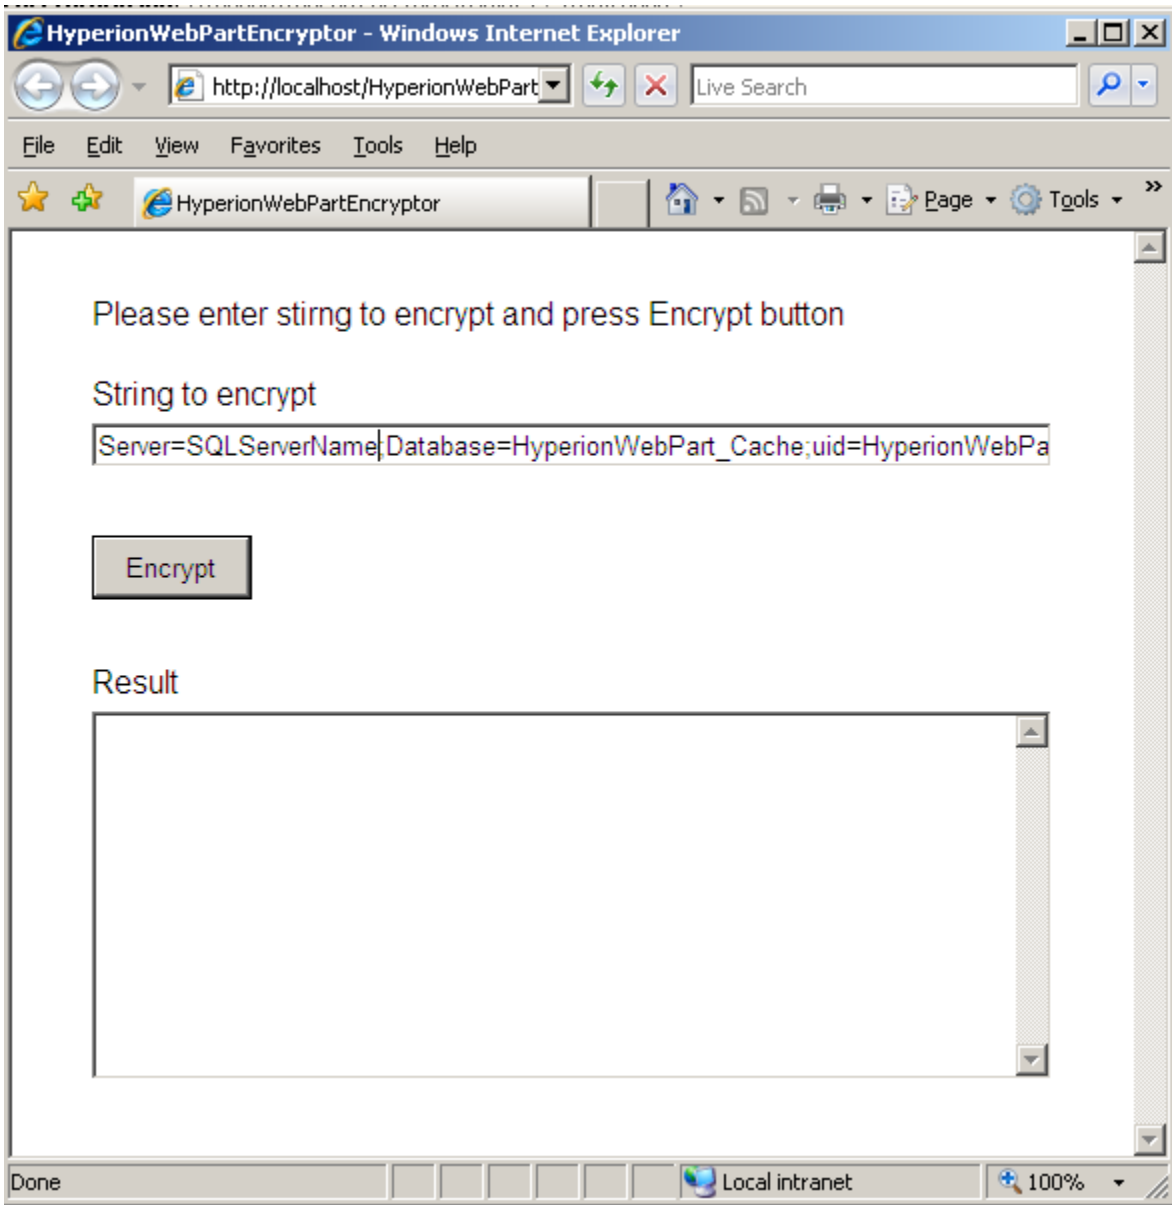 HyperionWebPartEncryptor - Windows Internet Explorer
http://localhost/HyperionWebPart
Live Search
File Edit View Favorites Tools Help
HyperionWebPartEncryptor
Page Tools »
Please enter stirng to encrypt and press Encrypt button
String to encrypt
Server=SQLServerName;Database=HyperionWebPart_Cache;uid=HyperionWebPa
Encrypt
Result
Done Local intranet 100%